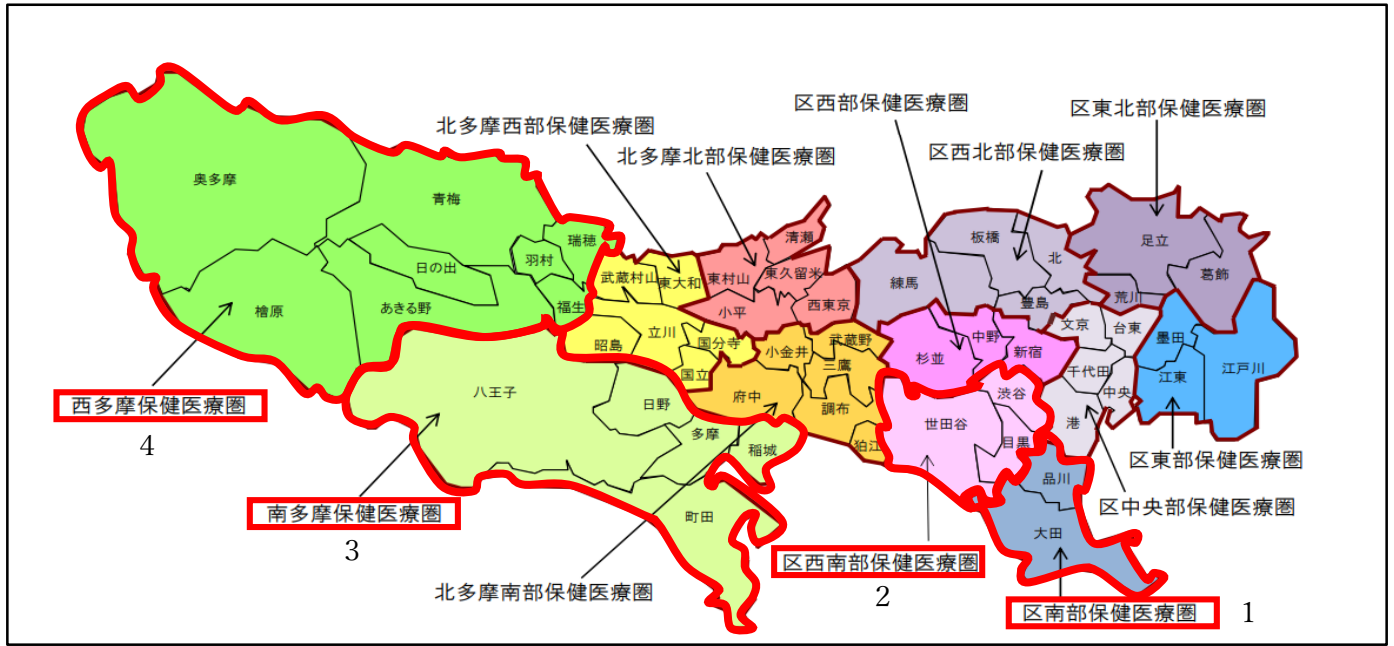 区西部保健医療圏
区東北部保健医療圏
北多摩西部保健医療圏
区西北部保健医療圏
北多摩北部保健医療圏
奥多摩
青梅
瑞穂
羽村
日の出
福生
あきる野
檜原
清瀬
東村山
東久留米
武蔵村山
東大和
小平
西東京
昭島
立川
国分寺
国立
板橋
北
練馬
豊島
足立
葛飾
荒川
文京
台東
墨田
江戸川
江東
千代田
中央
港
中野
杉並
新宿
小金井
武蔵野
三鷹
府中
調布
狛江
渋谷
世田谷
目黒
品川
大田
八王子
日野
多摩
稲城
町田
西多摩保健医療圏
4
南多摩保健医療圏
3
区東部保健医療圏
区中央部保健医療圏
区西南部保健医療圏
2
北多摩南部保健医療圏
区南部保健医療圏
1